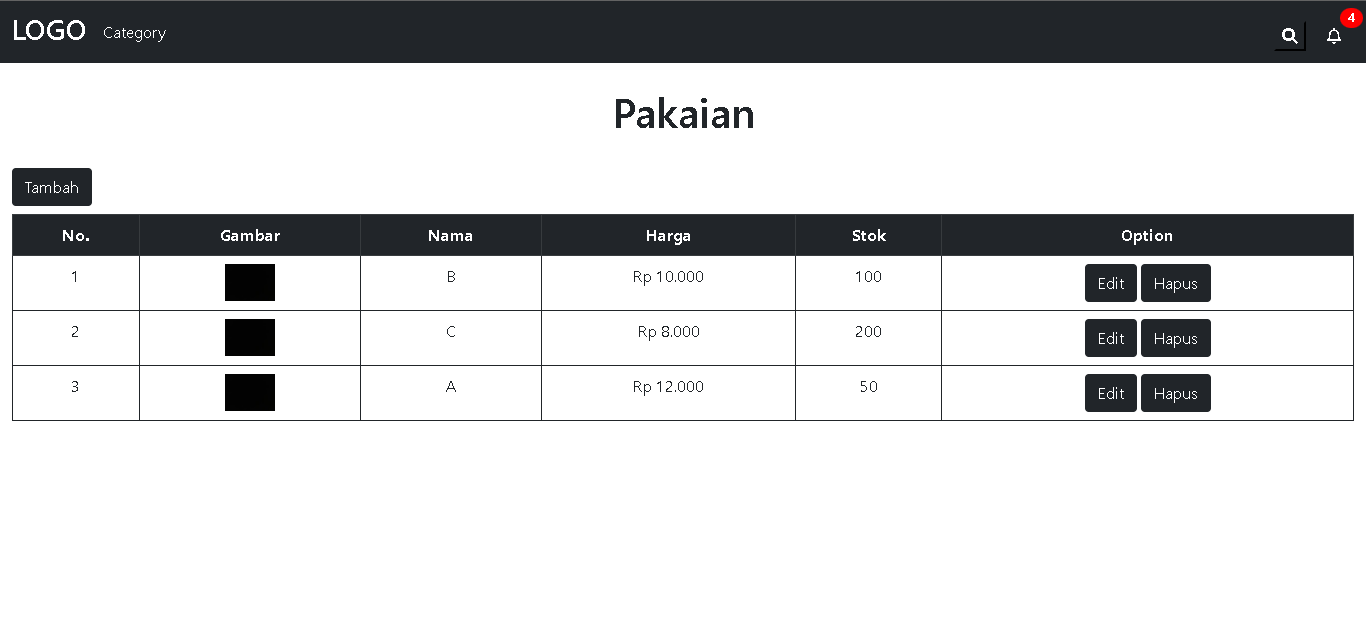 LOGO Category 4
Pakaian
Tambah
No. Gambar Nama Harga Stok Option
1 B Rp 10.000 100 Edit Hapus
2 C Rp 8.000 200 Edit Hapus
3 A Rp 12.000 50 Edit Hapus